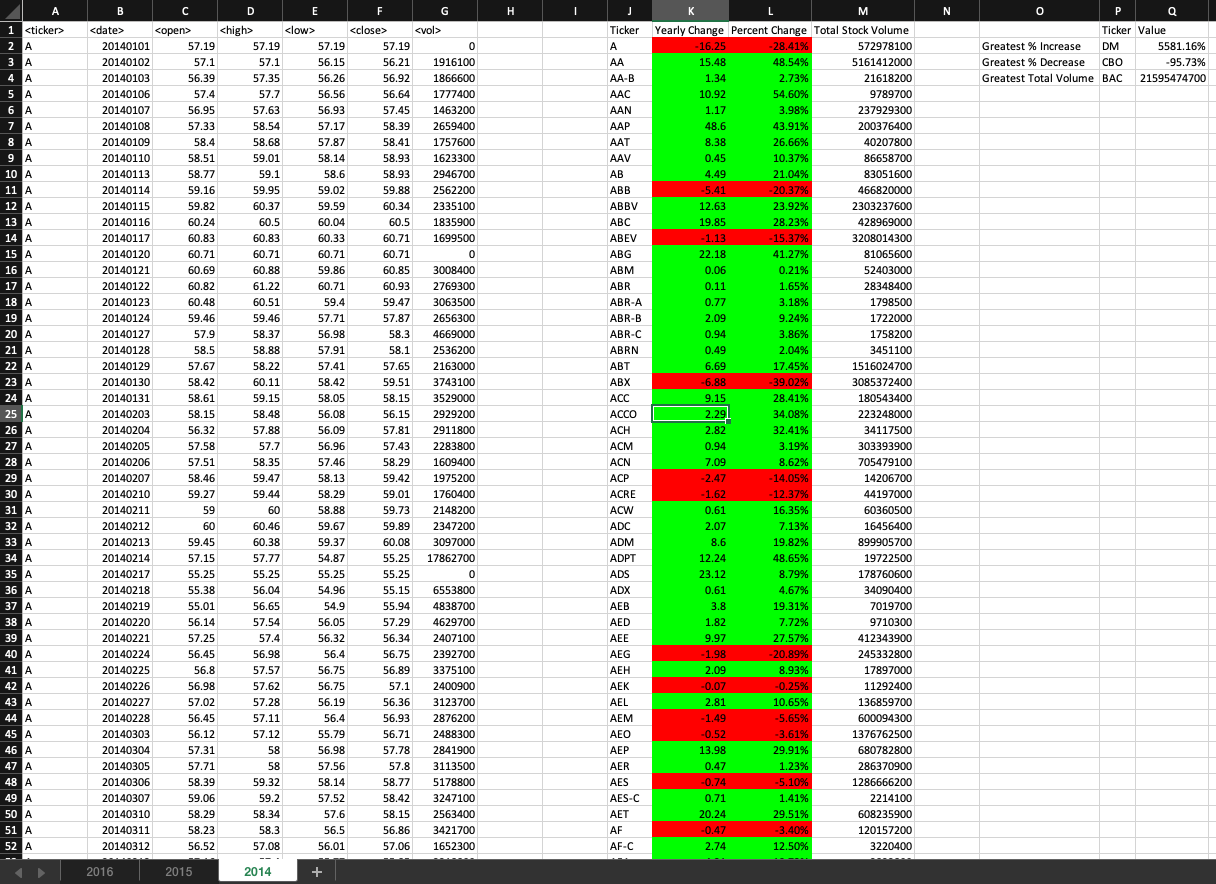 A B C D E F G H I J K L M N O P Q
1 <ticker> <date> <open> <high> <low> <close> <vol> Ticker Yearly Change Percent Change Total Stock Volume Ticker Value
2 A 20140101 57.19 57.19 57.19 57.19 0 A -16.25 -28.41% 572978100 Greatest % Increase DM 5581.16%
3 A 20140102 57.1 57.1 56.15 56.21 1916100 AA 15.48 48.54% 5161412000 Greatest % Decrease CBO -95.73%
4 A 20140103 56.39 57.35 56.26 56.92 1866600 AA-B 1.34 2.73% 21618200 Greatest Total Volume BAC 21595474700
5 A 20140106 57.4 57.7 56.56 56.64 1777400 AAC 10.92 54.60% 9789700
6 A 20140107 56.95 57.63 56.93 57.45 1463200 AAN 1.17 3.98% 237929300
7 A 20140108 57.33 58.54 57.17 58.39 2659400 AAP 48.6 43.91% 200376400
8 A 20140109 58.4 58.68 57.87 58.41 1757600 AAT 8.38 26.66% 40207800
9 A 20140110 58.51 59.01 58.14 58.93 1623300 AAV 0.45 10.37% 86658700
10 A 20140113 58.77 59.1 58.6 58.93 2946700 AB 4.49 21.04% 83051600
11 A 20140114 59.16 59.95 59.02 59.88 2562200 ABB -5.41 -20.37% 466820000
12 A 20140115 59.82 60.37 59.59 60.34 2335100 ABBV 12.63 23.92% 2303237600
13 A 20140116 60.24 60.5 60.04 60.5 1835900 ABC 19.85 28.23% 428969000
14 A 20140117 60.83 60.83 60.33 60.71 1699500 ABEV -1.13 -15.37% 3208014300
15 A 20140120 60.71 60.71 60.71 60.71 0 ABG 22.18 41.27% 81065600
16 A 20140121 60.69 60.88 59.86 60.85 3008400 ABM 0.06 0.21% 52403000
17 A 20140122 60.82 61.22 60.71 60.93 2769300 ABR 0.11 1.65% 28348400
18 A 20140123 60.48 60.51 59.4 59.47 3063500 ABR-A 0.77 3.18% 1798500
19 A 20140124 59.46 59.46 57.71 57.87 2656300 ABR-B 2.09 9.24% 1722000
20 A 20140127 57.9 58.37 56.98 58.3 4669000 ABR-C 0.94 3.86% 1758200
21 A 20140128 58.5 58.88 57.91 58.1 2536200 ABRN 0.49 2.04% 3451100
22 A 20140129 57.67 58.22 57.41 57.65 2163000 ABT 6.69 17.45% 1516024700
23 A 20140130 58.42 60.11 58.42 59.51 3743100 ABX -6.88 -39.02% 3085372400
24 A 20140131 58.61 59.15 58.05 58.15 3529000 ACC 9.15 28.41% 180543400
25 A 20140203 58.15 58.48 56.08 56.15 2929200 ACCO 2.29 34.08% 223248000
26 A 20140204 56.32 57.88 56.09 57.81 2911800 ACH 2.82 32.41% 34117500
27 A 20140205 57.58 57.7 56.96 57.43 2283800 ACM 0.94 3.19% 303393900
28 A 20140206 57.51 58.35 57.46 58.29 1609400 ACN 7.09 8.62% 705479100
29 A 20140207 58.46 59.47 58.13 59.42 1975200 ACP -2.47 -14.05% 14206700
30 A 20140210 59.27 59.44 58.29 59.01 1760400 ACRE -1.62 -12.37% 44197000
31 A 20140211 59 60 58.88 59.73 2148200 ACW 0.61 16.35% 60360500
32 A 20140212 60 60.46 59.67 59.89 2347200 ADC 2.07 7.13% 16456400
33 A 20140213 59.45 60.38 59.37 60.08 3097000 ADM 8.6 19.82% 899905700
34 A 20140214 57.15 57.77 54.87 55.25 17862700 ADPT 12.24 48.65% 19722500
35 A 20140217 55.25 55.25 55.25 55.25 0 ADS 23.12 8.79% 178760600
36 A 20140218 55.38 56.04 54.96 55.15 6553800 ADX 0.61 4.67% 34090400
37 A 20140219 55.01 56.65 54.9 55.94 4838700 AEB 3.8 19.31% 7019700
38 A 20140220 56.14 57.54 56.05 57.29 4629700 AED 1.82 7.72% 9710300
39 A 20140221 57.25 57.4 56.32 56.34 2407100 AEE 9.97 27.57% 412343900
40 A 20140224 56.45 56.98 56.4 56.75 2392700 AEG -1.98 -20.89% 245332800
41 A 20140225 56.8 57.57 56.75 56.89 3375100 AEH 2.09 8.93% 17897000
42 A 20140226 56.98 57.62 56.75 57.1 2400900 AEK -0.07 -0.25% 11292400
43 A 20140227 57.02 57.28 56.19 56.36 3123700 AEL 2.81 10.65% 136859700
44 A 20140228 56.45 57.11 56.4 56.93 2876200 AEM -1.49 -5.65% 600094300
45 A 20140303 56.12 57.12 55.79 56.71 2488300 AEO -0.52 -3.61% 1376762500
46 A 20140304 57.31 58 56.98 57.78 2841900 AEP 13.98 29.91% 680782800
47 A 20140305 57.71 58 57.56 57.8 3113500 AER 0.47 1.23% 286370900
48 A 20140306 58.39 59.32 58.14 58.77 5178800 AES -0.74 -5.10% 1286666200
49 A 20140307 59.06 59.2 57.52 58.42 3247100 AES-C 0.71 1.41% 2214100
50 A 20140310 58.29 58.34 57.6 58.15 2563400 AET 20.24 29.51% 608235900
51 A 20140311 58.23 58.3 56.5 56.86 3421700 AF -0.47 -3.40% 120157200
52 A 20140312 56.52 57.08 56.01 57.06 1652300 AF-C 2.74 12.50% 3220400
2016 2015 2014 +